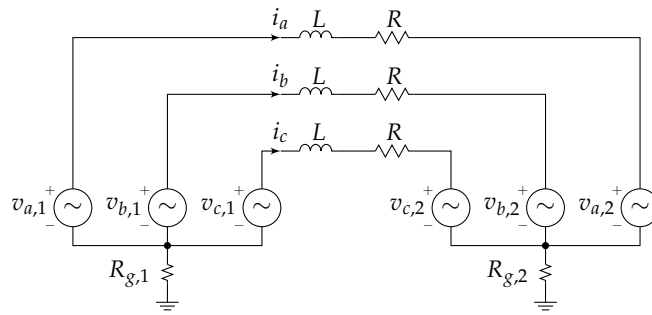 i_a L R
i_b L R
i_c L R
+ + + + + +
v_{a,1} v_{b,1} v_{c,1} v_{c,2} v_{b,2} v_{a,2}
− − − − − −
R_{g,1} R_{g,2}